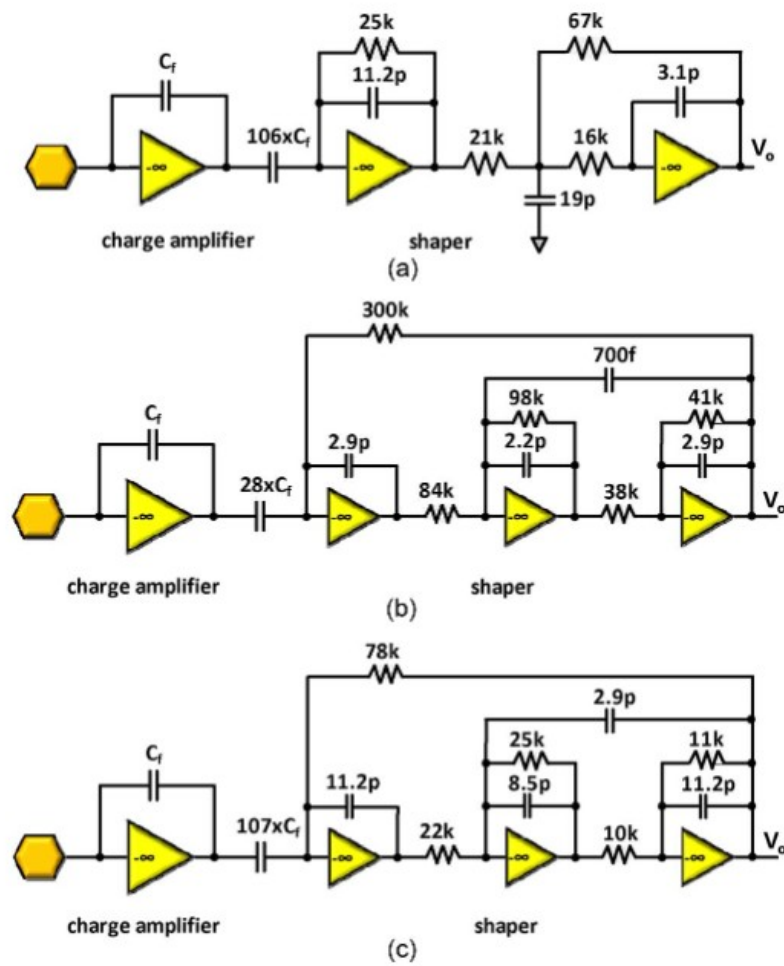 25k
67k
Cf
11.2p
3.1p
106xCf
21k
16k
-∞
-∞
-∞
Vo
19p
charge amplifier
shaper
(a)
300k
700f
Cf
98k
41k
2.9p
2.2p
2.9p
28xCf
84k
38k
-∞
-∞
-∞
-∞
Vo
charge amplifier
shaper
(b)
78k
2.9p
Cf
25k
11k
11.2p
8.5p
11.2p
107xCf
22k
10k
-∞
-∞
-∞
-∞
Vo
charge amplifier
shaper
(c)